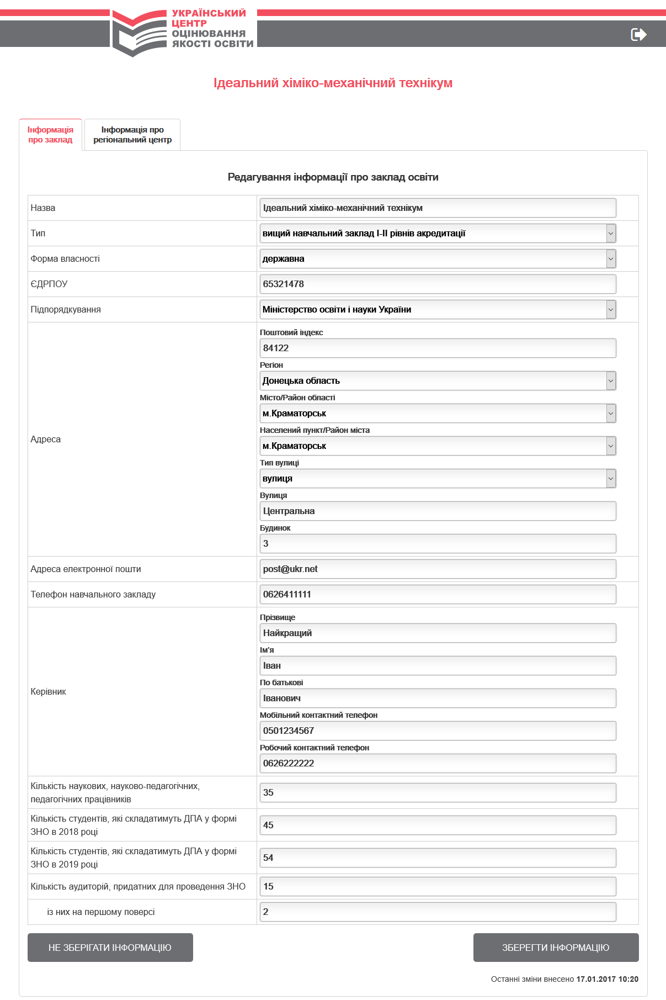 УКРАЇНСЬКИЙ
ЦЕНТР
ОЦІНЮВАННЯ
ЯКОСТІ ОСВІТИ
Ідеальний хіміко-механічний технікум
Інформація
про заклад
Інформація про
регіональний центр
Редагування інформації про заклад освіти
Назва
Ідеальний хіміко-механічний технікум
Тип
вищий навчальний заклад І-ІІ рівнів акредитації
Форма власності
державна
ЄДРПОУ
65321478
Підпорядкування
Міністерство освіти і науки України
Адреса
Поштовий індекс
84122
Регіон
Донецька область
Місто/Район області
м.Краматорськ
Населений пункт/Район міста
м.Краматорськ
Тип вулиці
вулиця
Вулиця
Центральна
Будинок
3
Адреса електронної пошти
post@ukr.net
Телефон навчального закладу
0626411111
Керівник
Прізвище
Найкращий
Ім'я
Іван
По батькові
Іванович
Мобільний контактний телефон
0501234567
Робочий контактний телефон
0626222222
Кількість наукових, науково-педагогічних,
педагогічних працівників
35
Кількість студентів, які складатимуть ДПА у формі
ЗНО в 2018 році
45
Кількість студентів, які складатимуть ДПА у формі
ЗНО в 2019 році
54
Кількість аудиторій, придатних для проведення ЗНО
15
із них на першому поверсі
2
НЕ ЗБЕРІГАТИ ІНФОРМАЦІЮ
ЗБЕРЕГТИ ІНФОРМАЦІЮ
Останні зміни внесено 17.01.2017 10:20